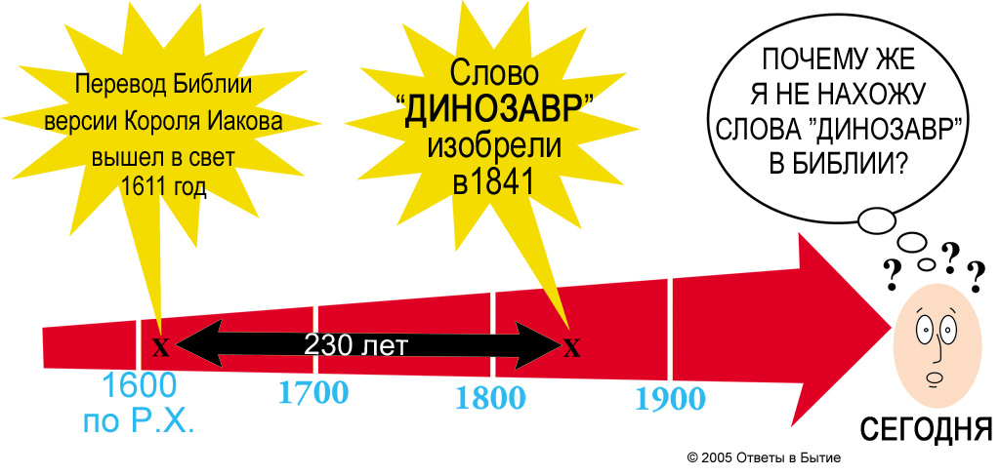 Перевод Библии
версии Короля Иакова
вышел в свет
1611 год
Слово
“ДИНОЗАВР”
изобрели
в1841
ПОЧЕМУ ЖЕ
Я НЕ НАХОЖУ
СЛОВА ”ДИНОЗАВР”
В БИБЛИИ?
? ? ?
X
230 лет
X
1600
по Р.Х.
1700
1800
1900
СЕГОДНЯ
© 2005 Ответы в Бытие